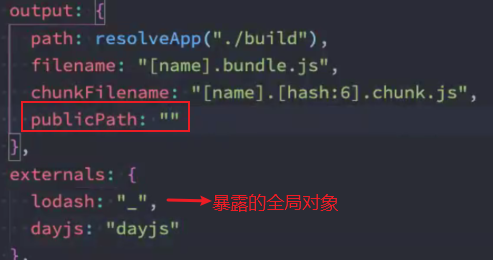 output: {
path: resolveApp("./build"),
filename: "[name].bundle.js",
chunkFilename: "[name].[hash:6].chunk.js",
publicPath: ""
},
externals: {
lodash: "_", 暴露的全局对象
dayjs: "dayjs"
},